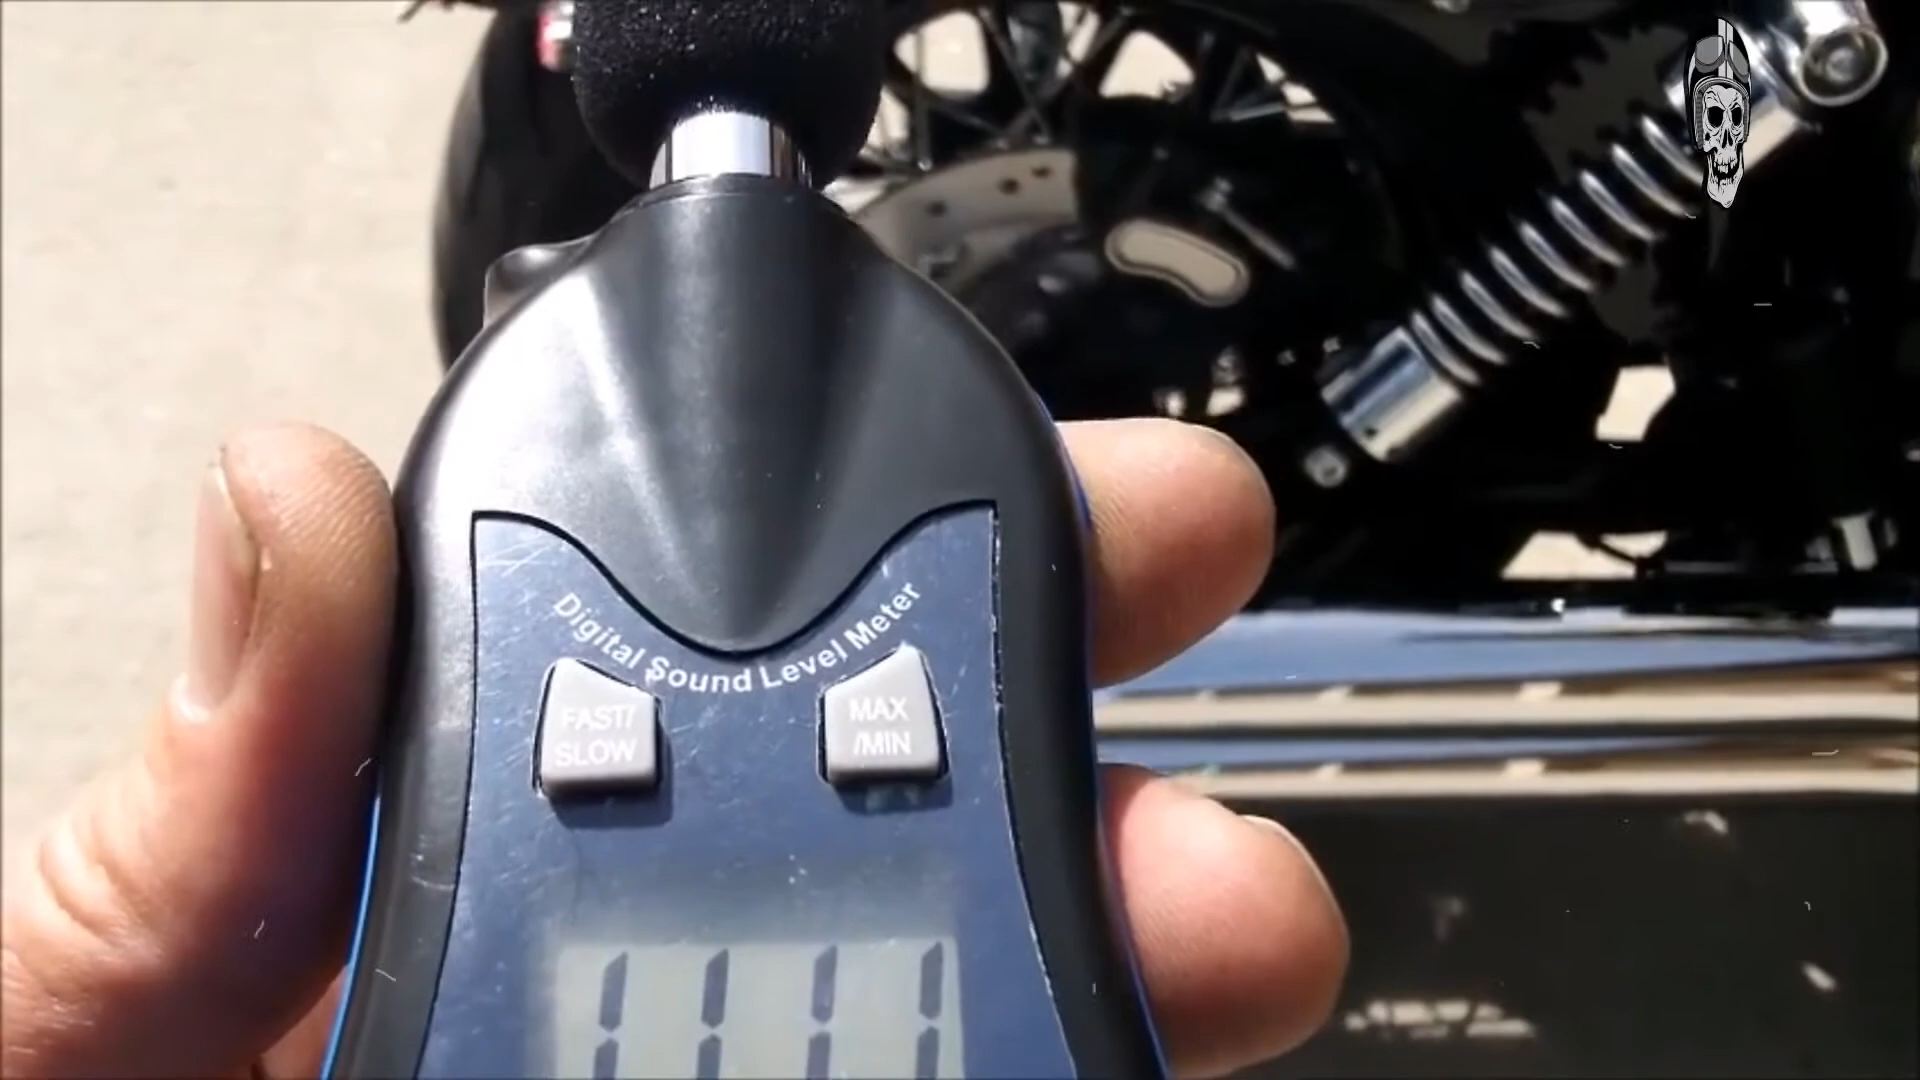 Digital Sound Level Meter
FAST/
SLOW
MAX
/MIN